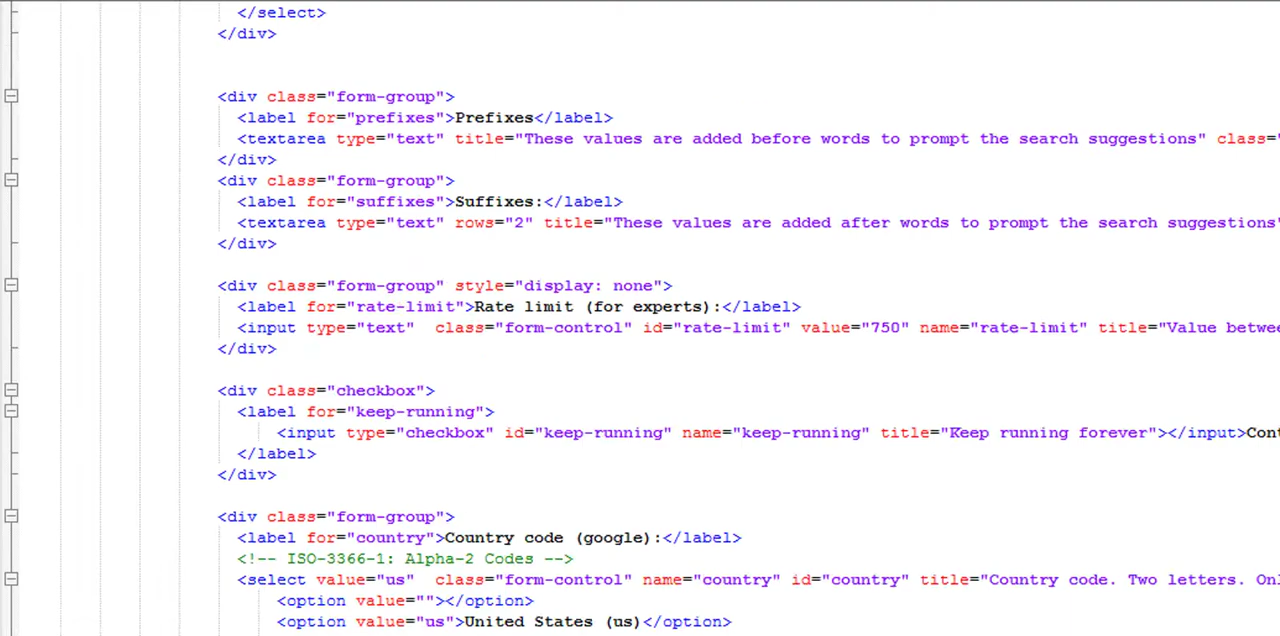 </select>
</div>
<div class="form-group">
<label for="prefixes">Prefixes</label>
<textarea type="text" title="These values are added before words to prompt the search suggestions" class="
</div>
<div class="form-group">
<label for="suffixes">Suffixes:</label>
<textarea type="text" rows="2" title="These values are added after words to prompt the search suggestions"
</div>
<div class="form-group" style="display: none">
<label for="rate-limit">Rate limit (for experts):</label>
<input type="text"  class="form-control" id="rate-limit" value="750" name="rate-limit" title="Value betwee
</div>
<div class="checkbox">
<label for="keep-running">
<input type="checkbox" id="keep-running" name="keep-running" title="Keep running forever"></input>Cont
</label>
</div>
<div class="form-group">
<label for="country">Country code (google):</label>
<!-- ISO-3366-1: Alpha-2 Codes -->
<select value="us"  class="form-control" name="country" id="country" title="Country code. Two letters. Onl
<option value=""></option>
<option value="us">United States (us)</option>